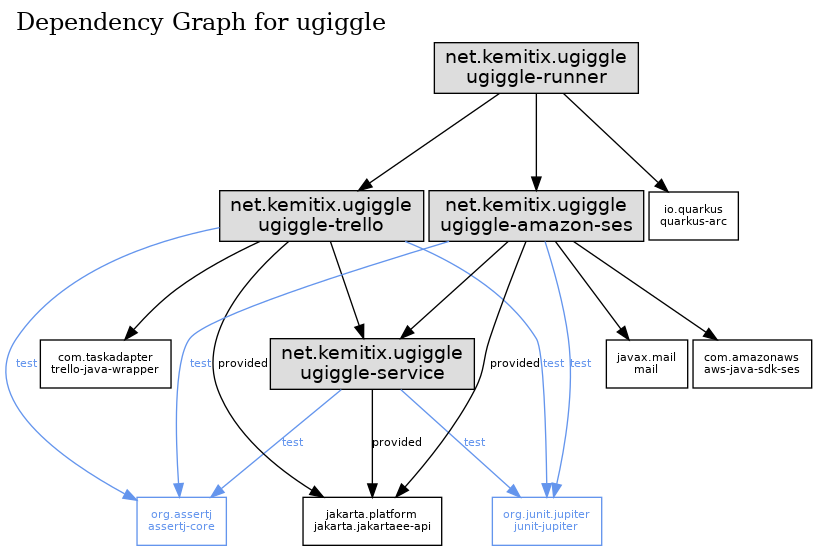 Dependency Graph for ugiggle
net.kemitix.ugiggle
ugiggle-runner
net.kemitix.ugiggle
ugiggle-trello
net.kemitix.ugiggle
ugiggle-amazon-ses
io.quarkus
quarkus-arc
com.taskadapter
trello-java-wrapper
net.kemitix.ugiggle
ugiggle-service
javax.mail
mail
com.amazonaws
aws-java-sdk-ses
test
test
provided
provided
test
test
test
provided
test
org.assertj
assertj-core
jakarta.platform
jakarta.jakartaee-api
org.junit.jupiter
junit-jupiter